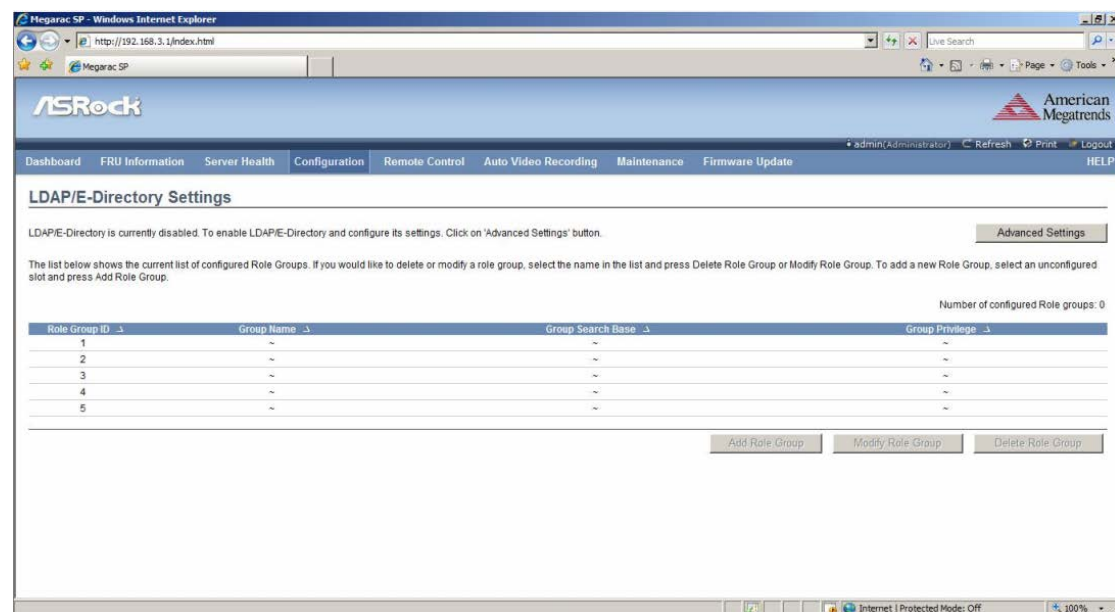 Megarac SP - Windows Internet Explorer
http://192.168.3.1/index.html
Live Search
Megarac SP
Page
Tools
ASRock
American
Megatrends
admin(Administrator) Refresh Print Logout
Dashboard FRU Information Server Health Configuration Remote Control Auto Video Recording Maintenance Firmware Update HELP
LDAP/E-Directory Settings
LDAP/E-Directory is currently disabled. To enable LDAP/E-Directory and configure its settings. Click on 'Advanced Settings' button.
Advanced Settings
The list below shows the current list of configured Role Groups. If you would like to delete or modify a role group, select the name in the list and press Delete Role Group or Modify Role Group. To add a new Role Group, select an unconfigured
slot and press Add Role Group.
Number of configured Role groups: 0
Role Group ID Group Name Group Search Base Group Privilege
1 ~ ~ ~
2 ~ ~ ~
3 ~ ~ ~
4 ~ ~ ~
5 ~ ~ ~
Add Role Group Modify Role Group Delete Role Group
Internet | Protected Mode: Off 100%